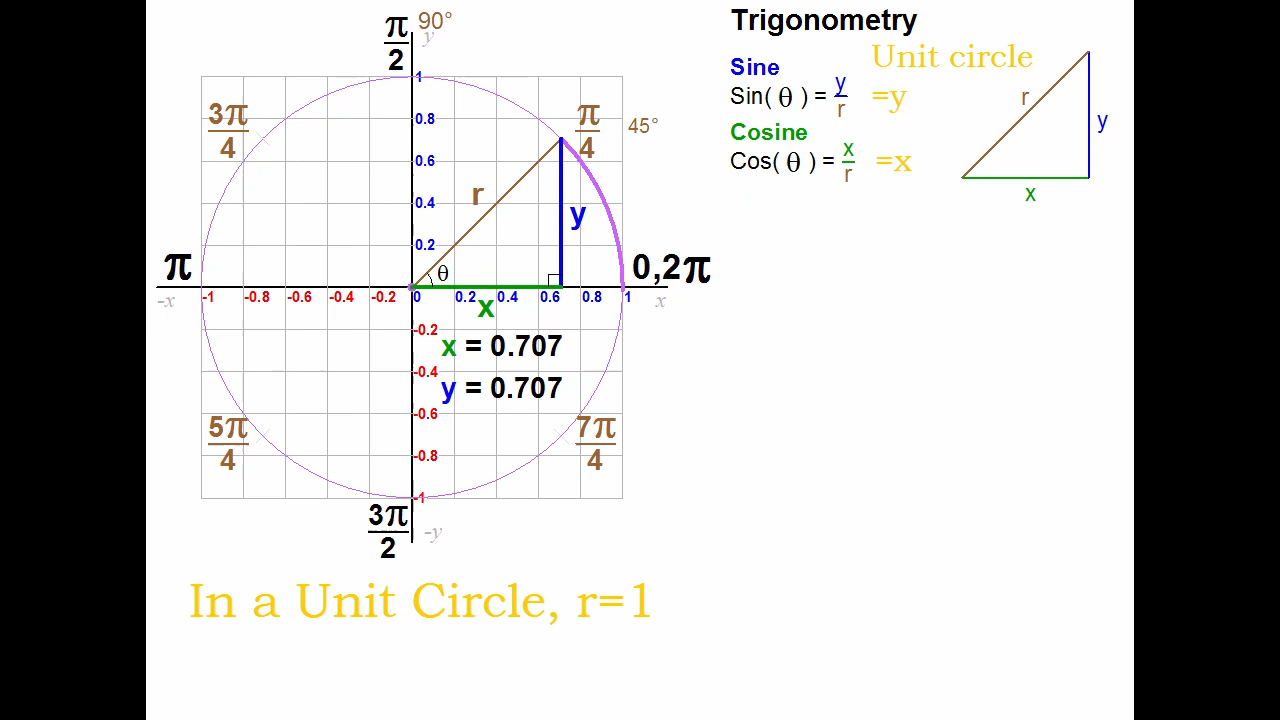 Trigonometry
Unit circle
Sine
Sin( θ ) = y/r =y
Cosine
Cos( θ ) = x/r =x
r
y
x
π/2 90°
y
1
3π/4
0.8
π/4 45°
0.6
r
0.4
y
0.2
π
θ
0,2π
-x -1 -0.8 -0.6 -0.4 -0.2 0 0.2 0.4 0.6 0.8 1 x
x
-0.2
x = 0.707
-0.4
y = 0.707
-0.6
5π/4
7π/4
-0.8
-1
3π/2
-y
In a Unit Circle, r=1